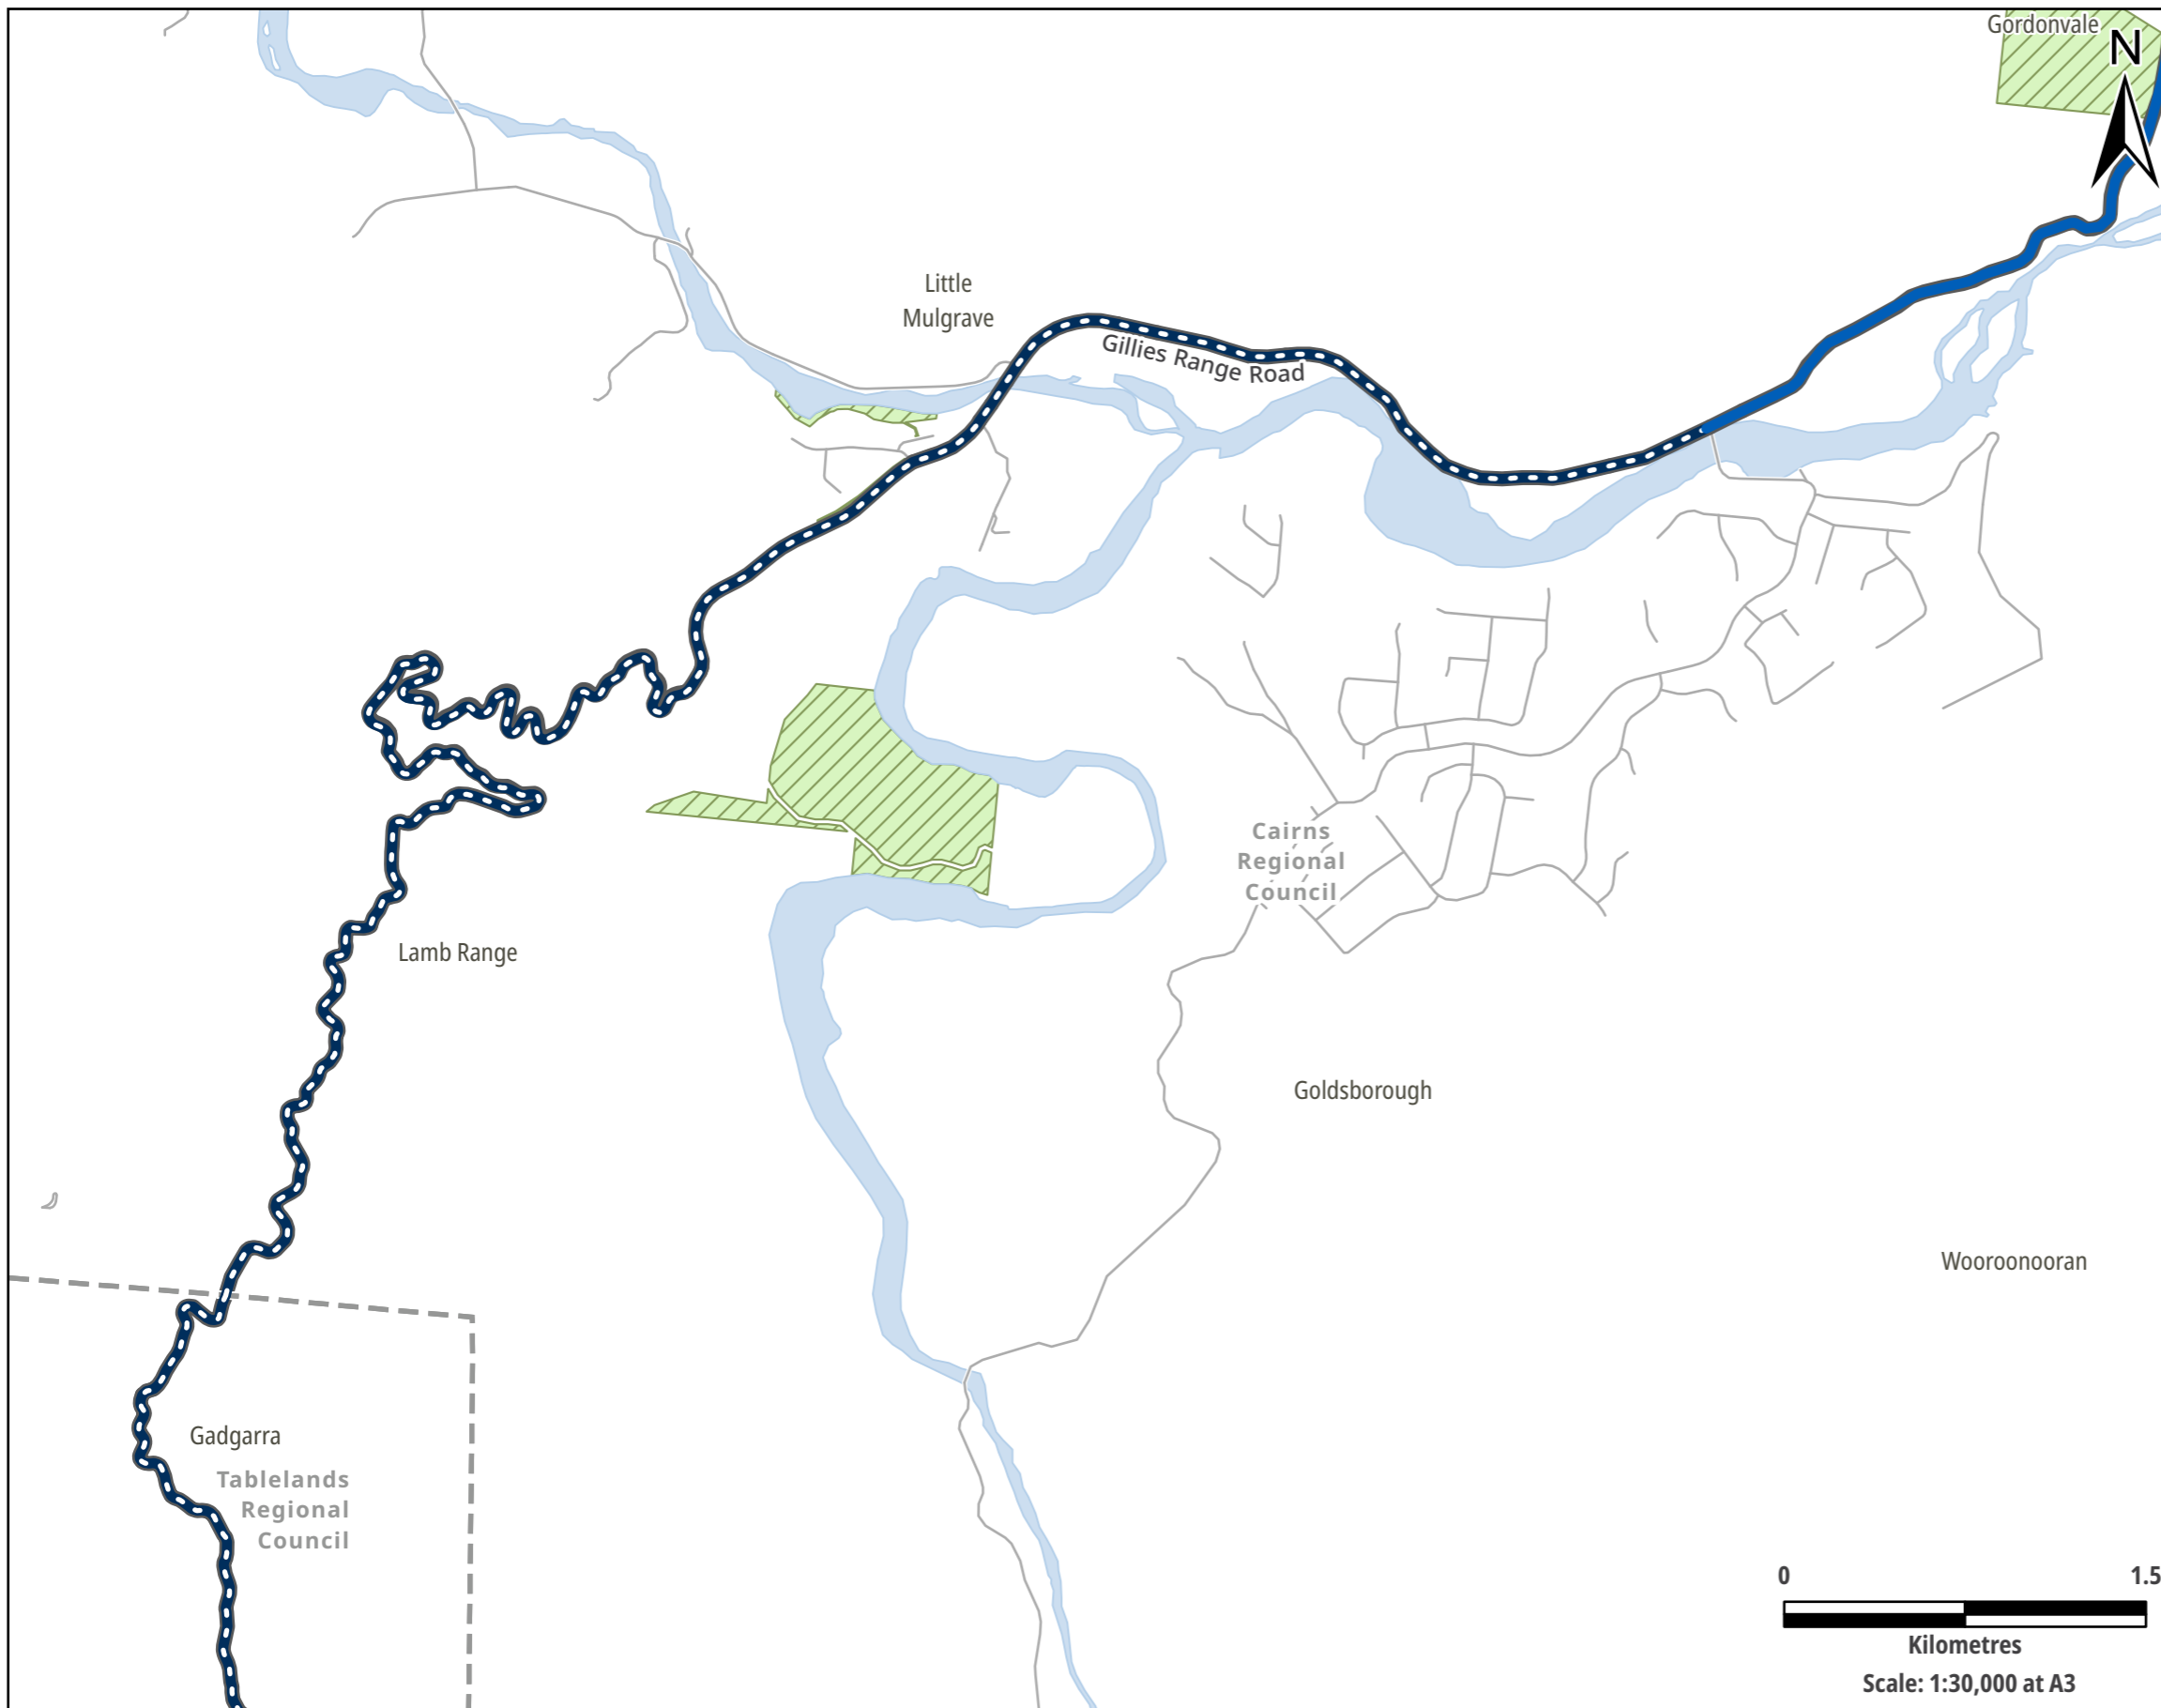 Gordonvale
N
Little
Mulgrave
Gillies Range Road
Cairns
Regional
Council
Lamb Range
Goldsborough
Wooroonooran
Gadgarra
Tablelands
Regional
Council
0 1.5
Kilometres
Scale: 1:30,000 at A3